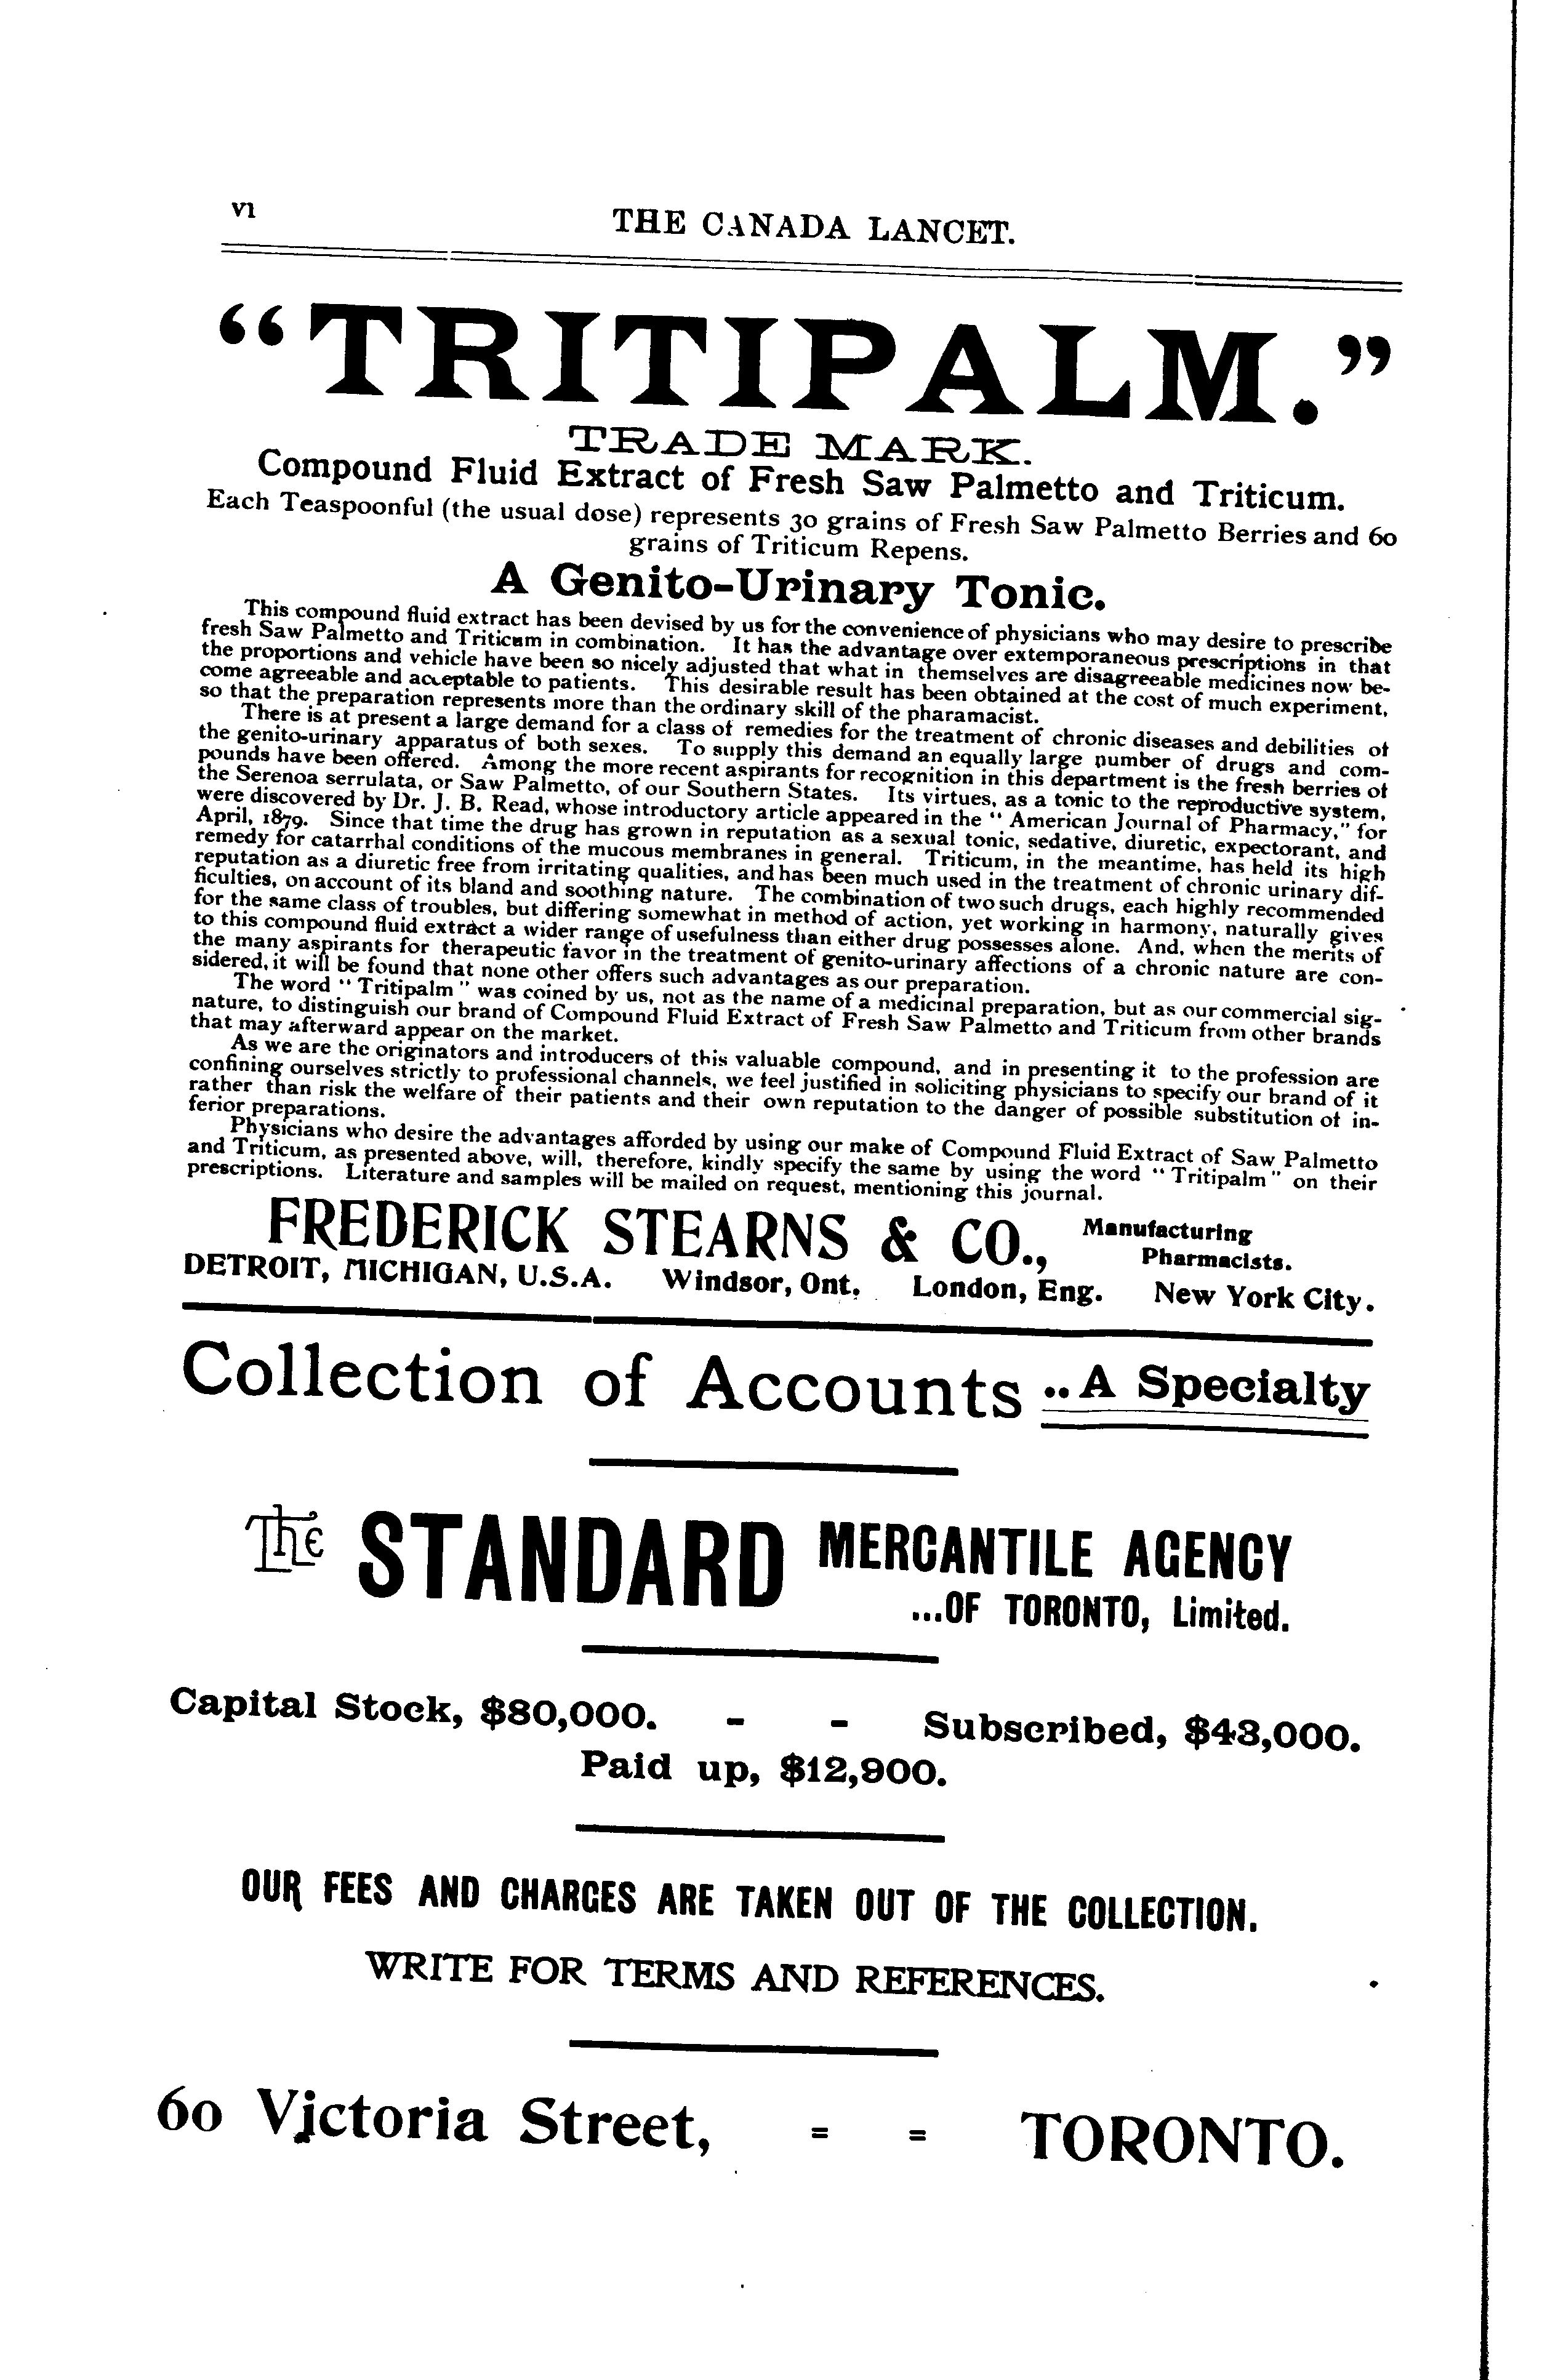 vi
THE CANADA LANCET.
“TRITIPALM.”
TRADE MARK.
Compound Fluid Extract of Fresh Saw Palmetto and Triticum.
Each Teaspoonful (the usual dose) represents 30 grains of Fresh Saw Palmetto Berries and 60
grains of Triticum Repens.
A Genito-Urinary Tonic.
This compound fluid extract has been devised by us for the convenience of physicians who may desire to prescribe
fresh Saw Palmetto and Triticum in combination. It has the advantage over extemporaneous prescriptions in that
the proportions and vehicle have been so nicely adjusted that what in themselves are disagreeable medicines now be-
come agreeable and acceptable to patients. This desirable result has been obtained at the cost of much experiment,
so that the preparation represents more than the ordinary skill of the pharamacist.
There is at present a large demand for a class of remedies for the treatment of chronic diseases and debilities of
the genito-urinary apparatus of both sexes. To supply this demand an equally large number of drugs and com-
pounds have been offered. Among the more recent aspirants for recognition in this department is the fresh berries of
the Serenoa serrulata, or Saw Palmetto, of our Southern States. Its virtues, as a tonic to the reproductive system,
were discovered by Dr. J. B. Read, whose introductory article appeared in the “ American Journal of Pharmacy,” for
April, 1879. Since that time the drug has grown in reputation as a sexual tonic, sedative, diuretic, expectorant, and
remedy for catarrhal conditions of the mucous membranes in general. Triticum, in the meantime, has held its high
reputation as a diuretic free from irritating qualities, and has been much used in the treatment of chronic urinary dif-
ficulties, on account of its bland and soothing nature. The combination of two such drugs, each highly recommended
for the same class of troubles, but differing somewhat in method of action, yet working in harmony, naturally gives
to this compound fluid extract a wider range of usefulness than either drug possesses alone. And, when the merits of
the many aspirants for therapeutic favor in the treatment of genito-urinary affections of a chronic nature are con-
sidered, it will be found that none other offers such advantages as our preparation.
The word “ Tritipalm ” was coined by us, not as the name of a medicinal preparation, but as our commercial sig-
nature, to distinguish our brand of Compound Fluid Extract of Fresh Saw Palmetto and Triticum from other brands
that may afterward appear on the market.
As we are the originators and introducers of this valuable compound, and in presenting it to the profession are
confining ourselves strictly to professional channels, we feel justified in soliciting physicians to specify our brand of it
rather than risk the welfare of their patients and their own reputation to the danger of possible substitution of in-
ferior preparations.
Physicians who desire the advantages afforded by using our make of Compound Fluid Extract of Saw Palmetto
and Triticum, as presented above, will, therefore, kindly specify the same by using the word “ Tritipalm ” on their
prescriptions. Literature and samples will be mailed on request, mentioning this journal.
FREDERICK STEARNS & CO., Manufacturing
Pharmacists.
DETROIT, MICHIGAN, U.S.A. Windsor, Ont. London, Eng. New York City.
Collection of Accounts ..A Specialty
The STANDARD MERCANTILE AGENCY
...OF TORONTO, Limited.
Capital Stock, $80,000. - - Subscribed, $43,000.
Paid up, $12,900.
OUR FEES AND CHARGES ARE TAKEN OUT OF THE COLLECTION.
WRITE FOR TERMS AND REFERENCES.
60 Victoria Street, = = TORONTO.